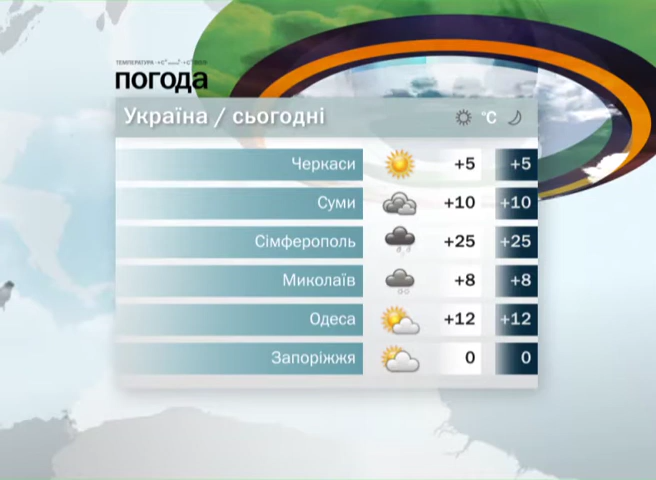 погода
Україна / сьогодні °C
Черкаси +5 +5
Суми +10 +10
Сімферополь +25 +25
Миколаїв +8 +8
Одеса +12 +12
Запоріжжя 0 0